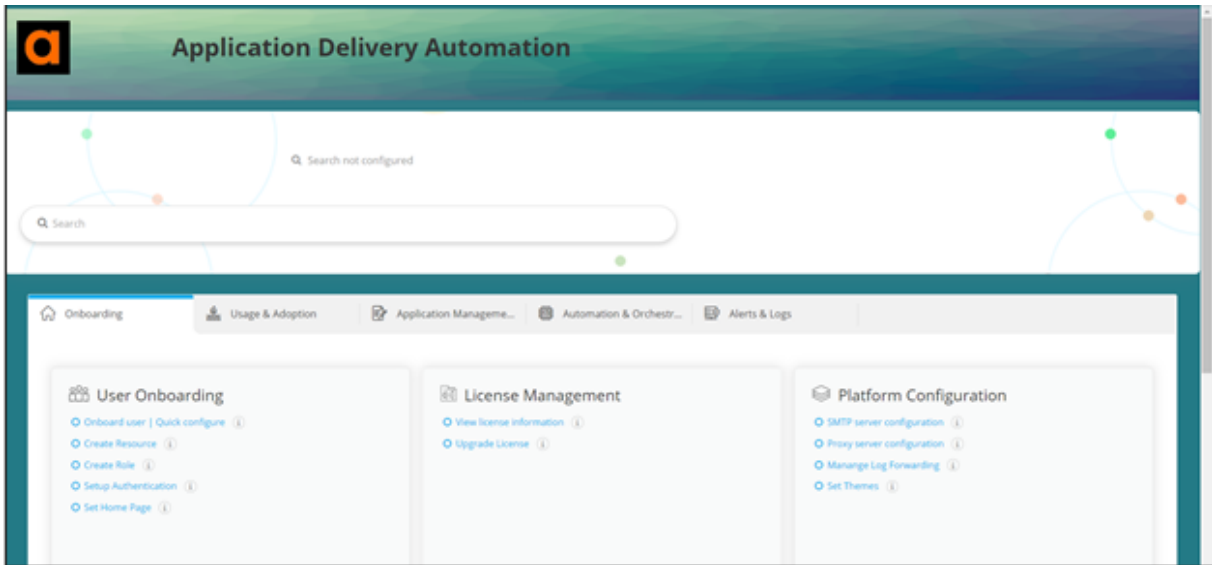 a
Application Delivery Automation
Search not configured
Search
Onboarding
Usage & Adoption
Application Manageme...
Automation & Orchestr...
Alerts & Logs
User Onboarding
Onboard user | Quick configure
Create Resource
Create Role
Setup Authentication
Set Home Page
License Management
View license information
Upgrade License
Platform Configuration
SMTP server configuration
Proxy server configuration
Manange Log Forwarding
Set Themes